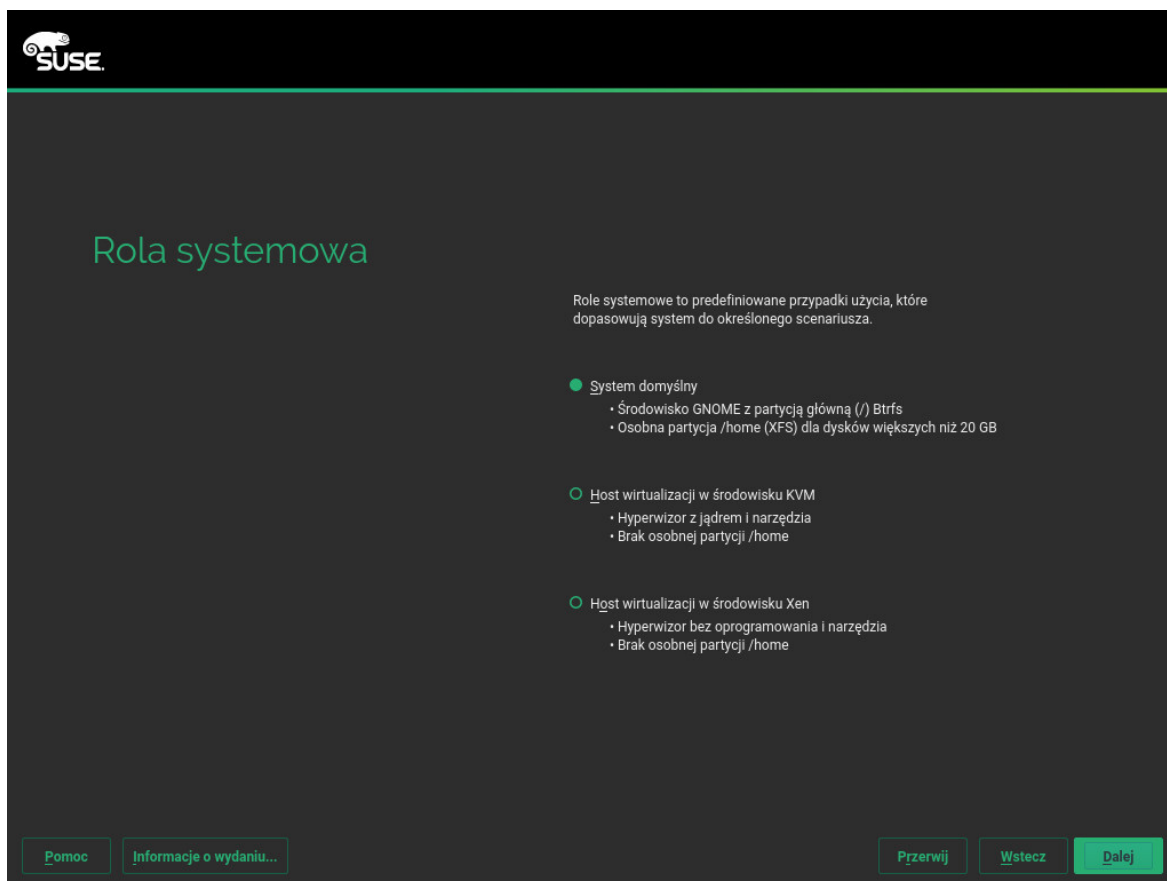 SUSE.
Rola systemowa
Role systemowe to predefiniowane przypadki użycia, które
dopasowują system do określonego scenariusza.
System domyślny
• Środowisko GNOME z partycją główną (/) Btrfs
• Osobna partycja /home (XFS) dla dysków większych niż 20 GB
Host wirtualizacji w środowisku KVM
• Hyperwizor z jądrem i narzędzia
• Brak osobnej partycji /home
Host wirtualizacji w środowisku Xen
• Hyperwizor bez oprogramowania i narzędzia
• Brak osobnej partycji /home
Pomoc Informacje o wydaniu... Przerwij Wstecz Dalej